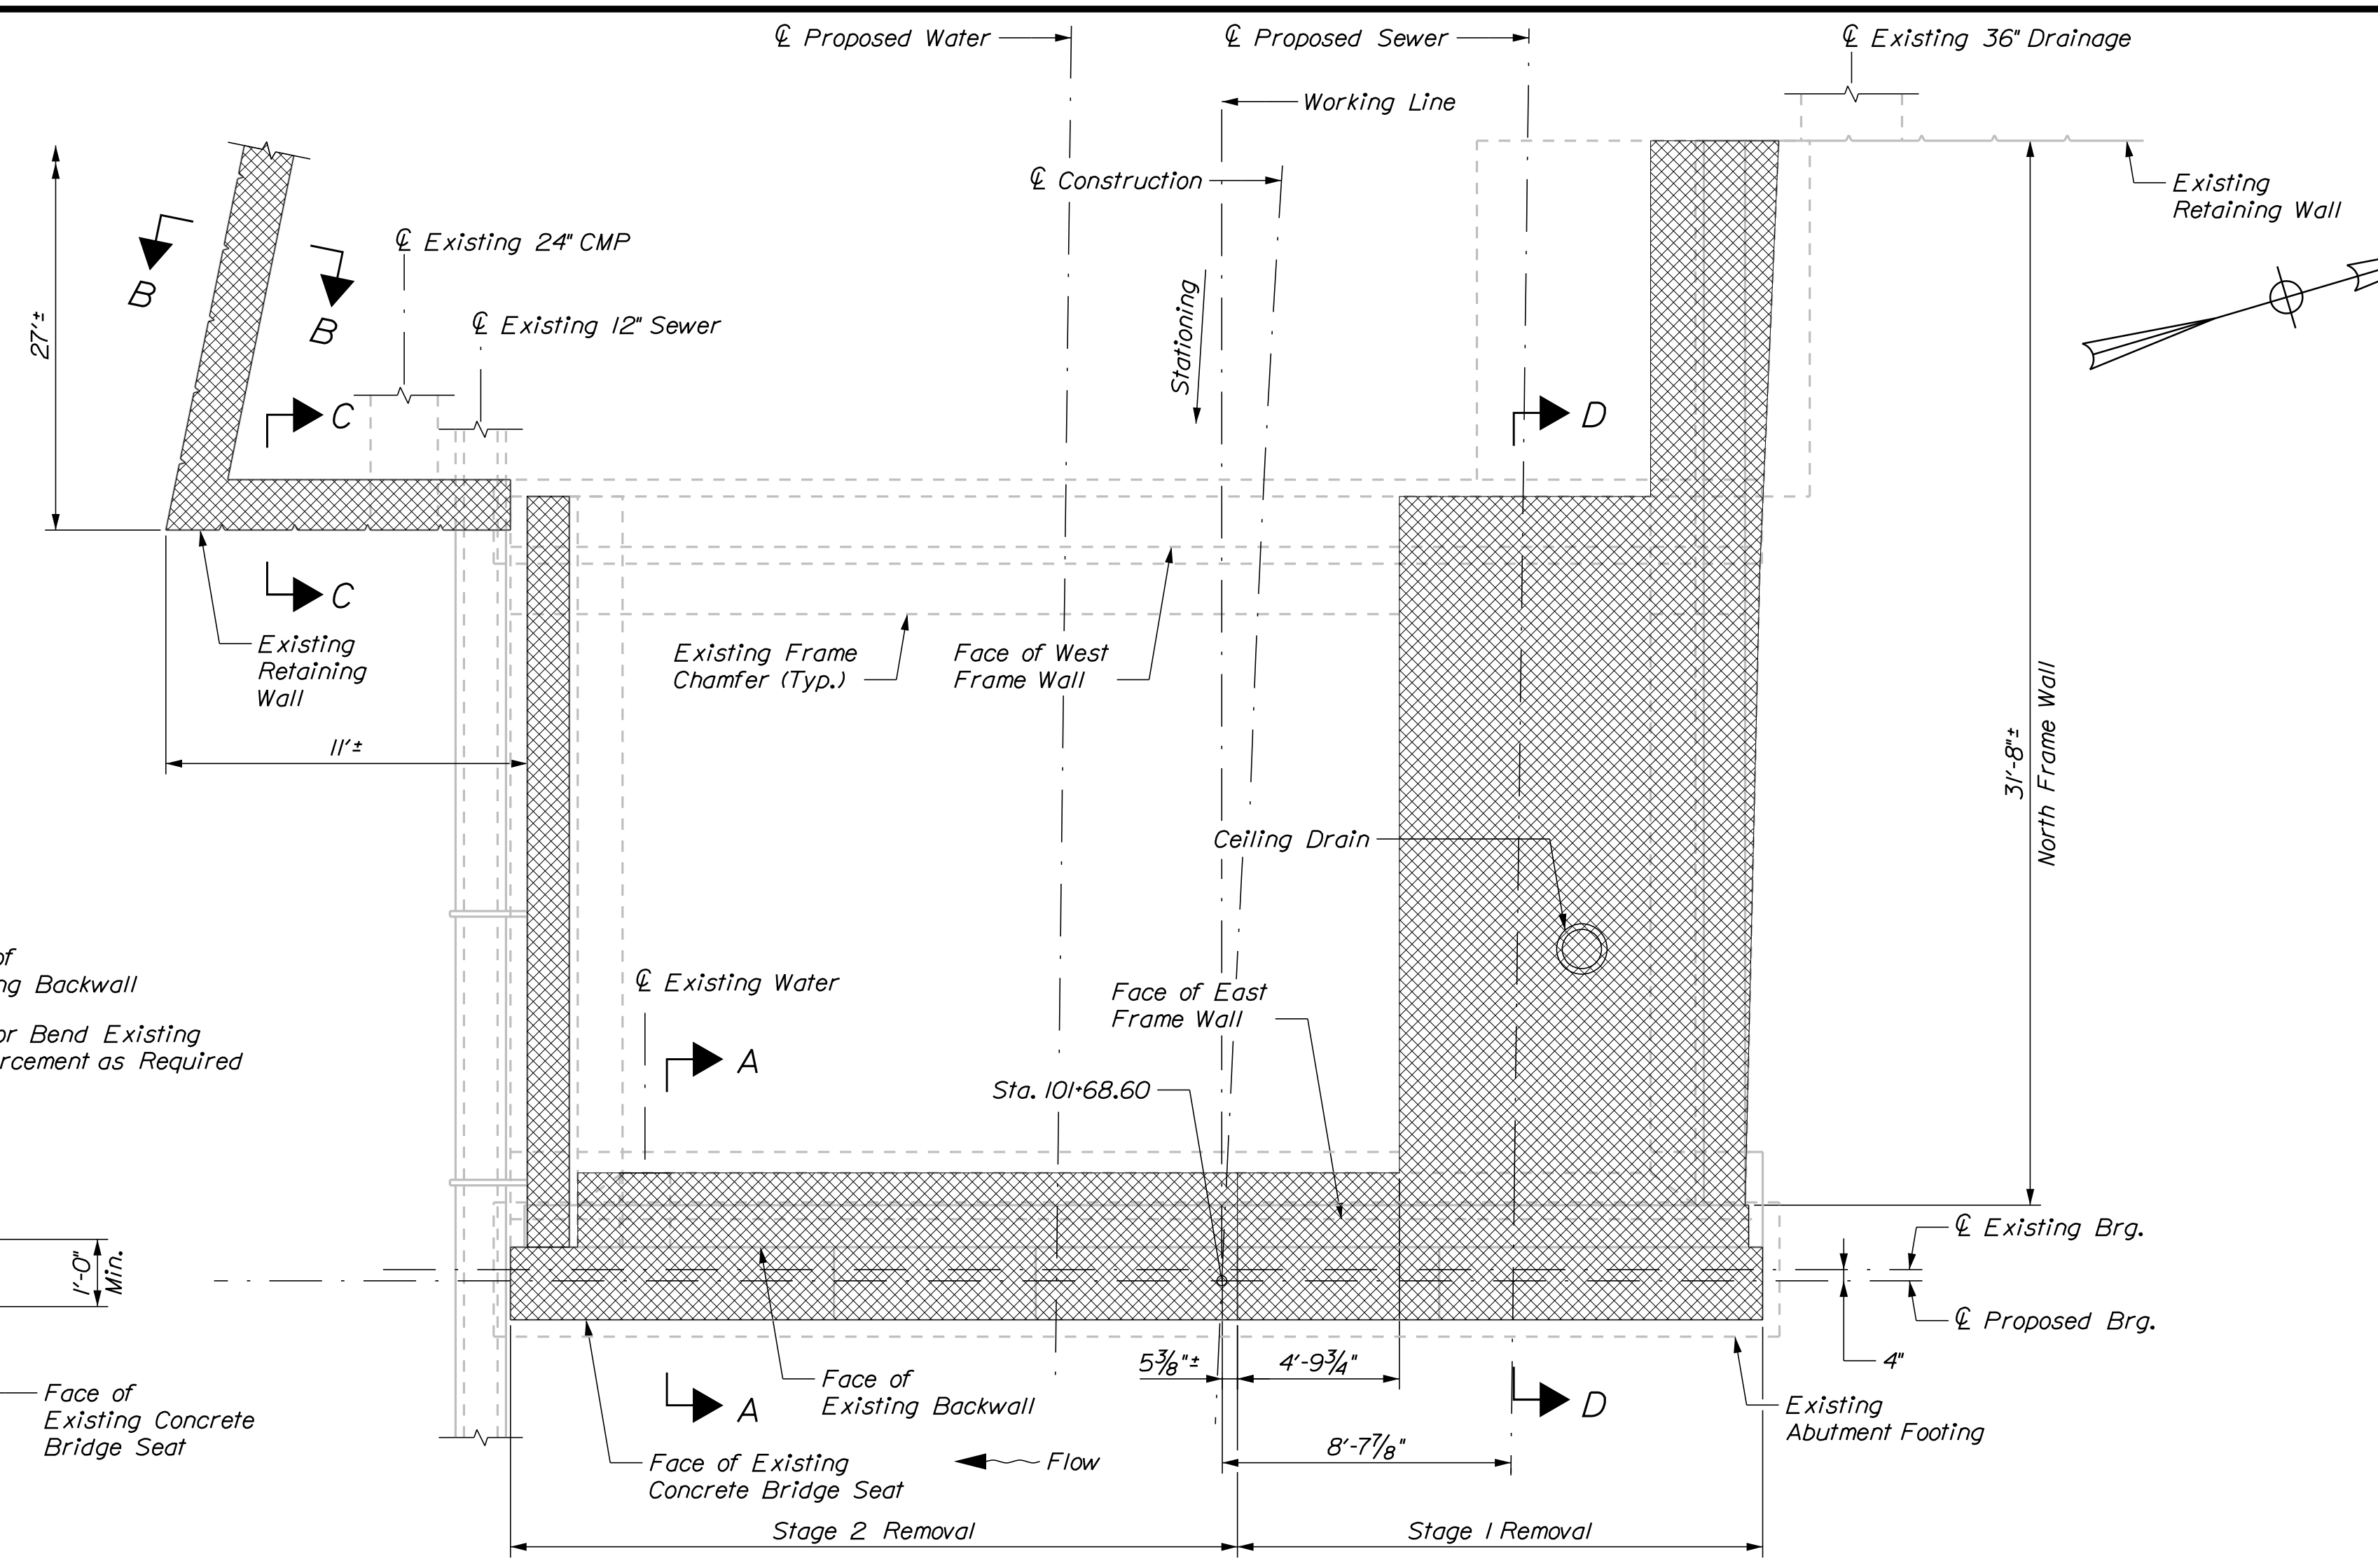 ℄ Proposed Water
℄ Proposed Sewer
℄ Existing 36" Drainage
Working Line
℄ Construction
Existing
Retaining Wall
℄ Existing 24" CMP
B
B
27'±
℄ Existing 12" Sewer
Stationing
C
D
C
Existing
Retaining
Wall
Existing Frame
Chamfer (Typ.)
Face of West
Frame Wall
11'±
31'-8"±
North Frame Wall
Ceiling Drain
of
ng Backwall
or Bend Existing
rcement as Required
℄ Existing Water
Face of East
Frame Wall
A
Sta. 101+68.60
1'-0"
Min.
℄ Existing Brg.
℄ Proposed Brg.
4"
5⅜"±
4'-9¾"
Face of
Existing Concrete
Bridge Seat
A
Face of
Existing Backwall
D
Existing
Abutment Footing
8'-7⅞"
Face of Existing
Concrete Bridge Seat
Flow
Stage 2 Removal
Stage 1 Removal